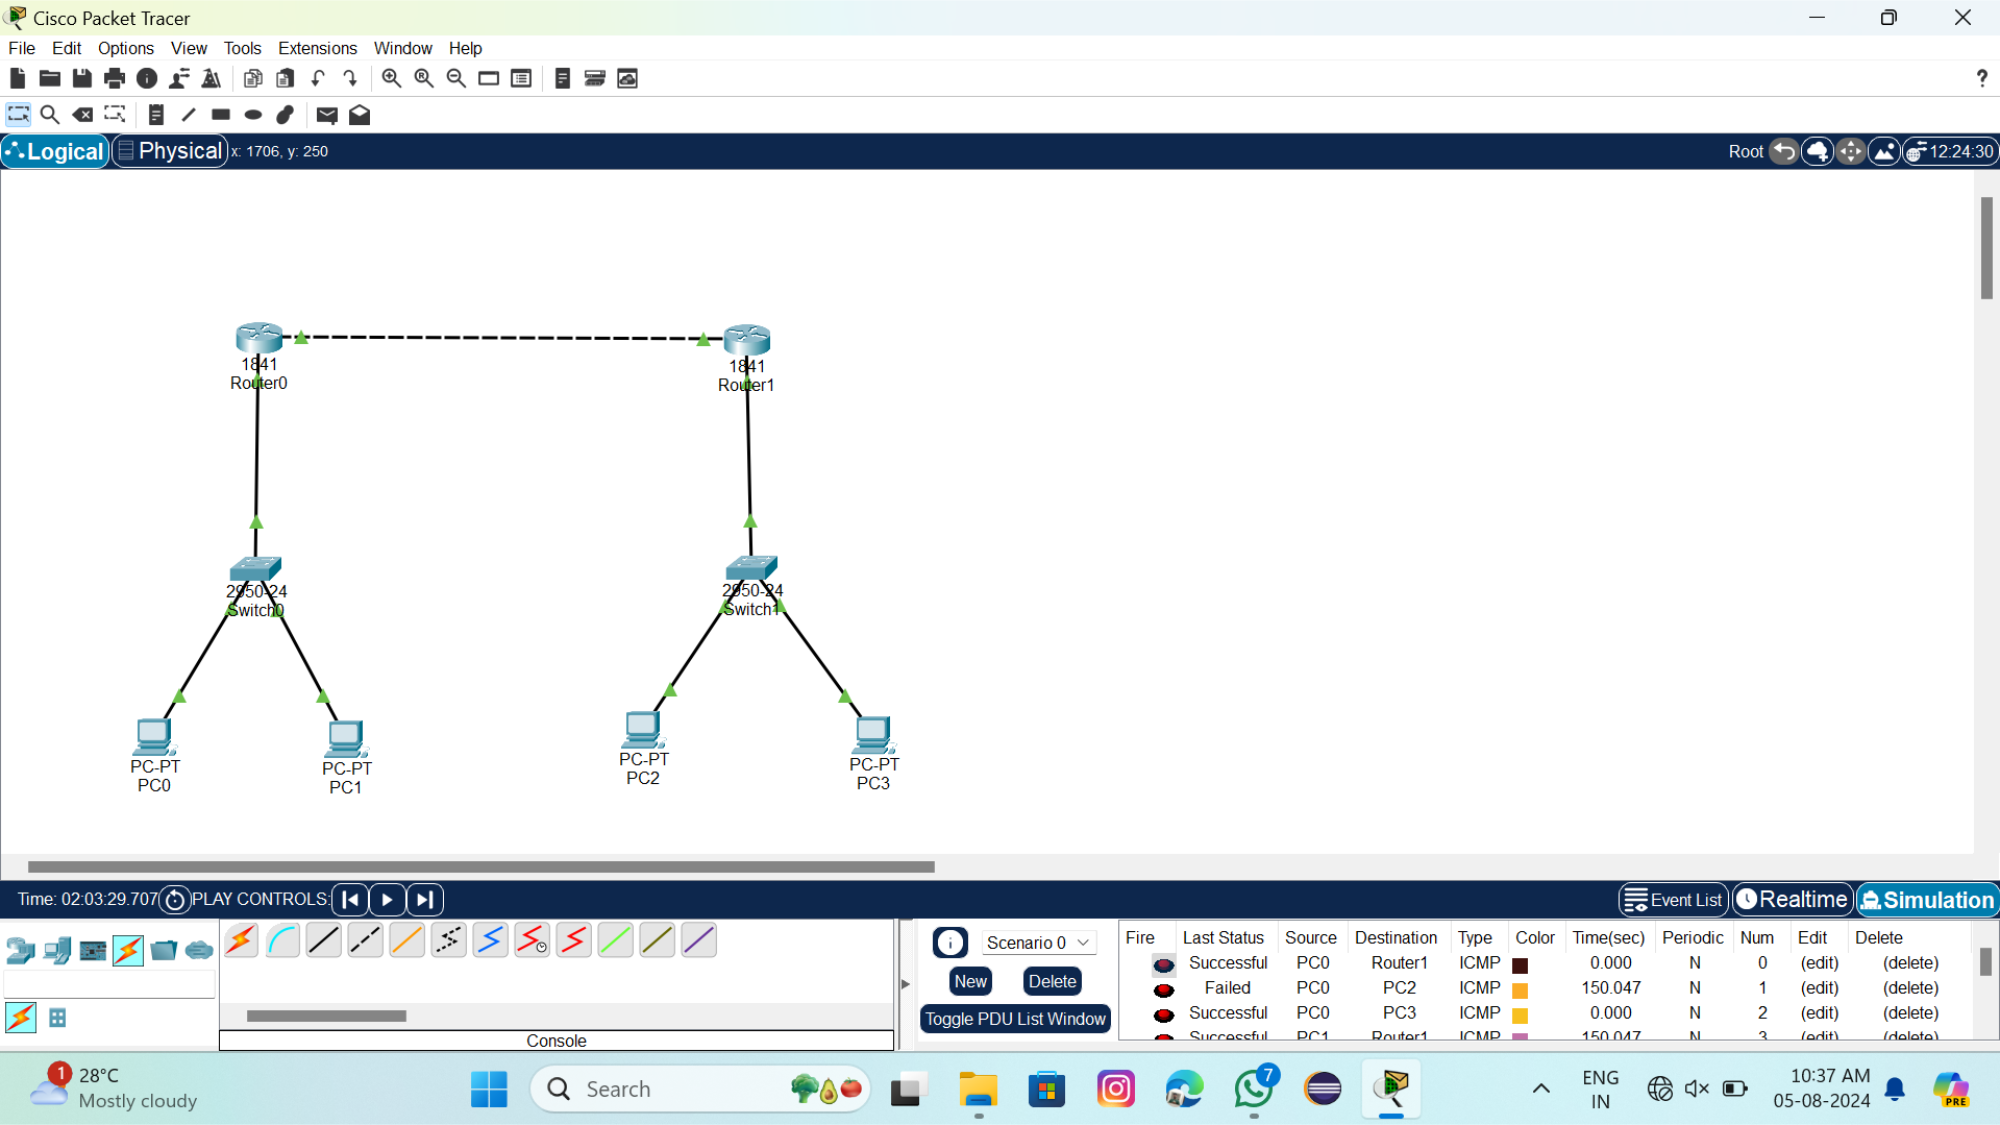 Cisco Packet Tracer
File Edit Options View Tools Extensions Window Help
?
Logical Physical x: 1706, y: 250 Root 12:24:30
1841
Router0
1841
Router1
2950-24
Switch0
2950-24
Switch1
PC-PT
PC0
PC-PT
PC1
PC-PT
PC2
PC-PT
PC3
Time: 02:03:29.707 PLAY CONTROLS: Event List Realtime Simulation
Scenario 0
New Delete
Toggle PDU List Window
Fire Last Status Source Destination Type Color Time(sec) Periodic Num Edit Delete
Successful PC0 Router1 ICMP 0.000 N 0 (edit) (delete)
Failed PC0 PC2 ICMP 150.047 N 1 (edit) (delete)
Successful PC0 PC3 ICMP 0.000 N 2 (edit) (delete)
Successful PC1 Router1 ICMP 150.047 N 3 (edit) (delete)
Console
1 28°C
Mostly cloudy
Search
7
ENG
IN
10:37 AM
05-08-2024
PRE